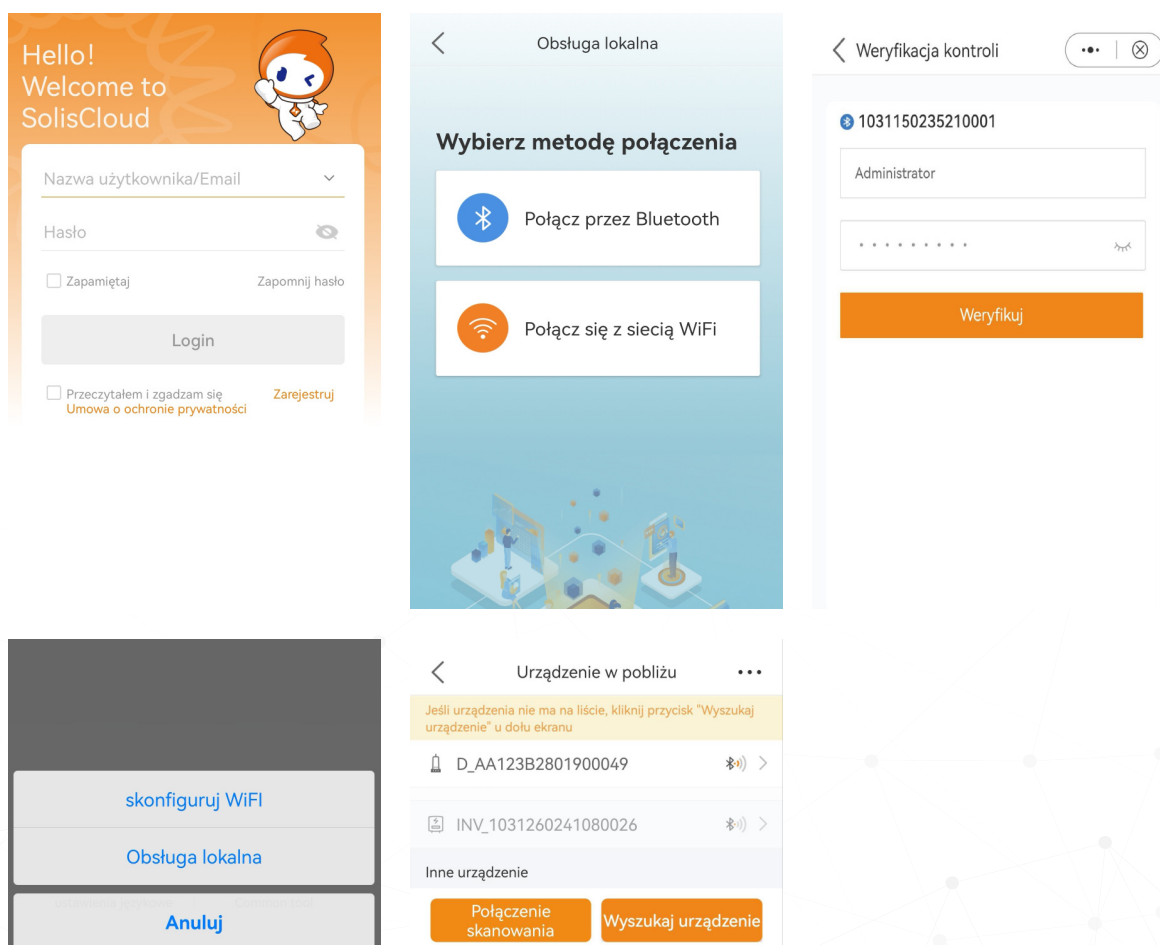 Hello!
Welcome to
SolisCloud
Nazwa użytkownika/Email
Hasło
Zapamiętaj
Zapomnij hasło
Login
Przeczytałem i zgadzam się
Zarejestruj
Umowa o ochronie prywatności
Obsługa lokalna
Wybierz metodę połączenia
Połącz przez Bluetooth
Połącz się z siecią WiFi
Weryfikacja kontroli
1031150235210001
Administrator
Weryfikuj
skonfiguruj WiFI
Obsługa lokalna
Anuluj
Urządzenie w pobliżu
Jeśli urządzenia nie ma na liście, kliknij przycisk "Wyszukaj
urządzenie" u dołu ekranu
D_AA123B2801900049
INV_1031260241080026
Inne urządzenie
Połączenie
skanowania
Wyszukaj urządzenie